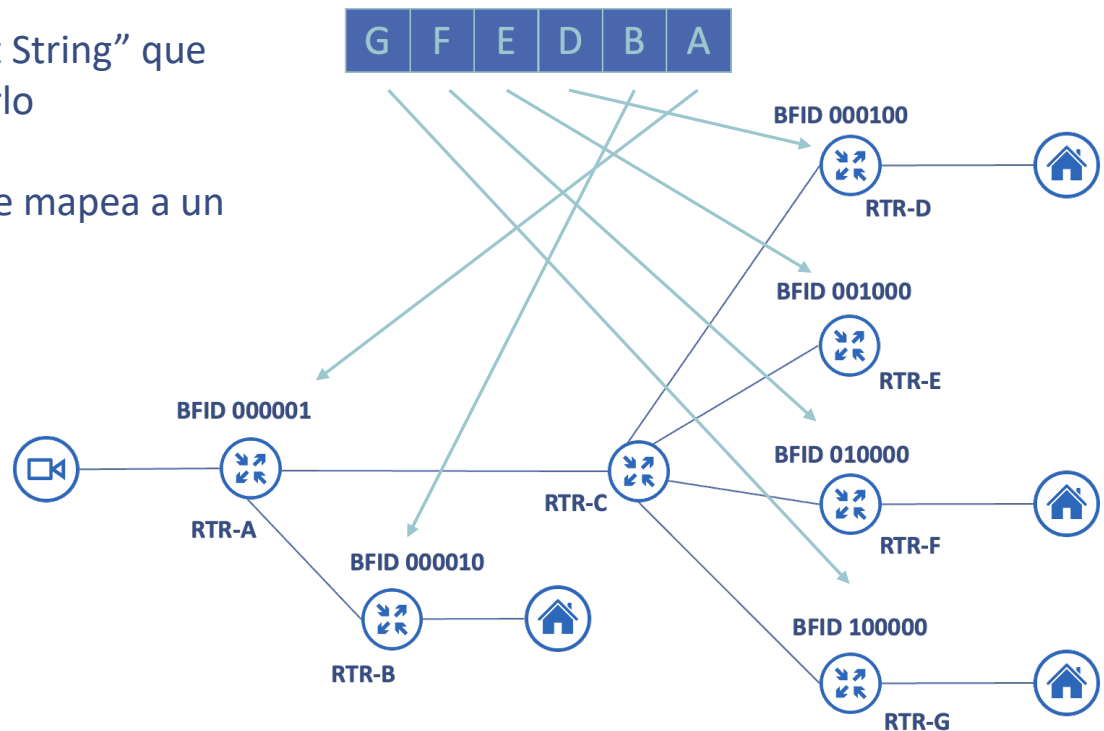 String” que
rlo
e mapea a un
G F E D B A
BFID 000100
RTR-D
BFID 001000
RTR-E
BFID 000001
RTR-A
RTR-C
BFID 010000
RTR-F
BFID 000010
RTR-B
BFID 100000
RTR-G